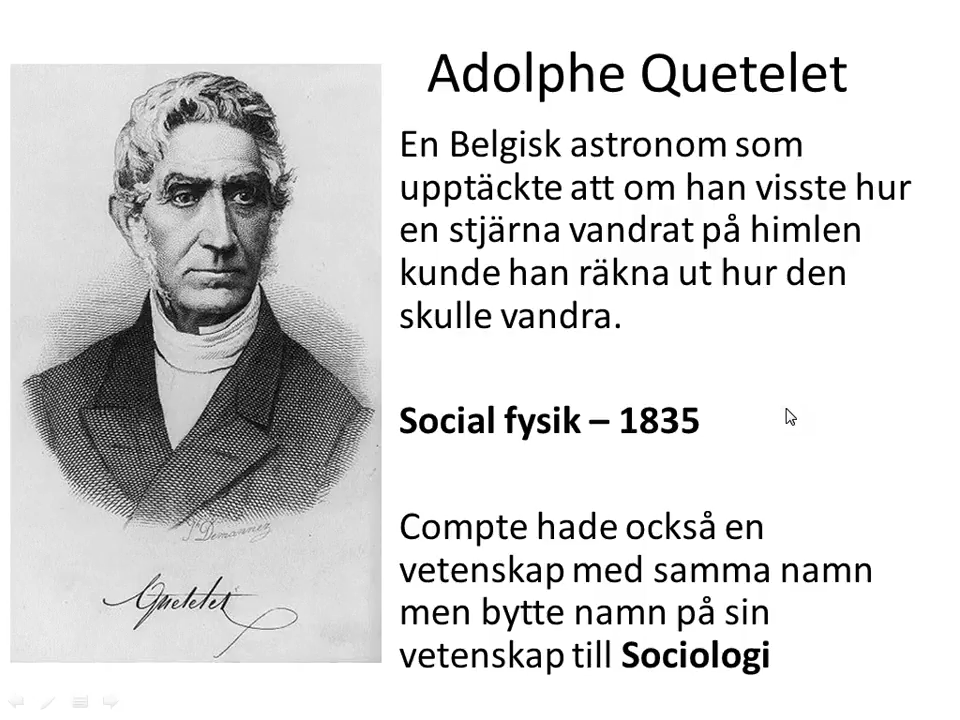 Adolphe Quetelet
En Belgisk astronom som
upptäckte att om han visste hur
en stjärna vandrat på himlen
kunde han räkna ut hur den
skulle vandra.
Social fysik – 1835
Compte hade också en
vetenskap med samma namn
men bytte namn på sin
vetenskap till Sociologi
Demannez
Quetelet